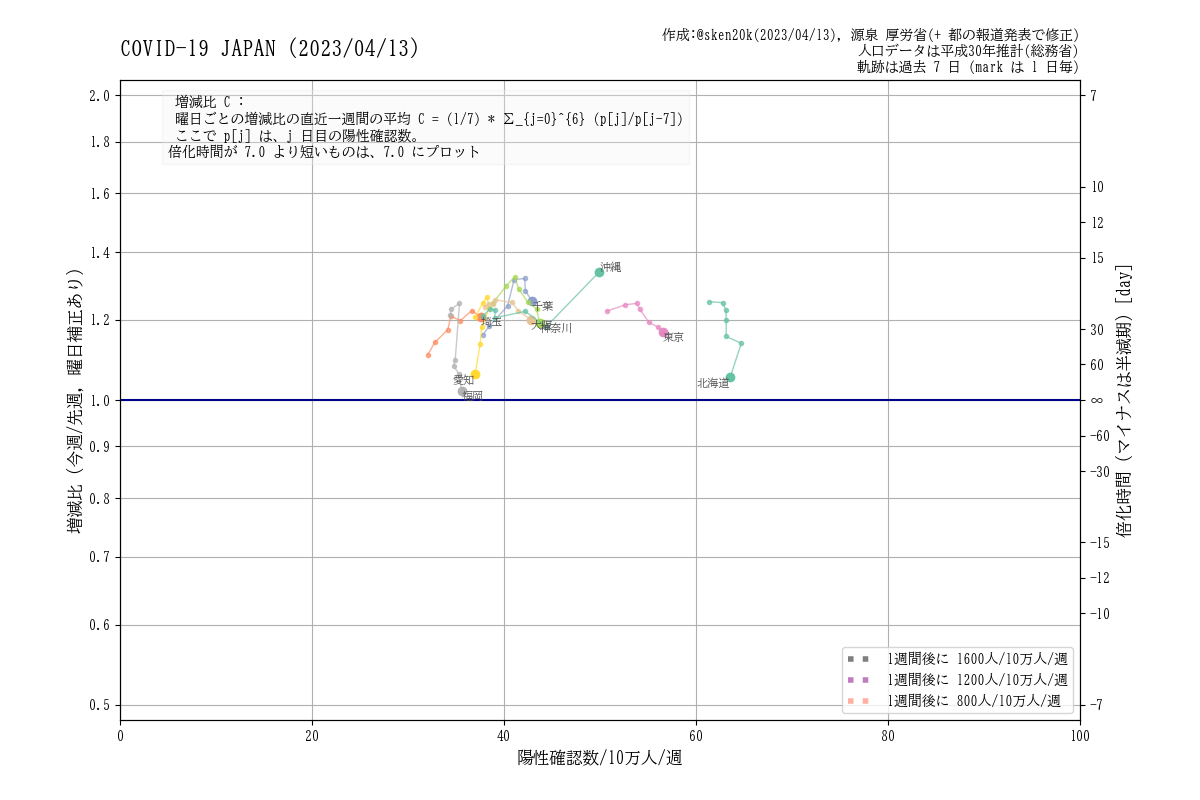 COVID-19 JAPAN (2023/04/13)
作成:@sken20k(2023/04/13), 源泉 厚労省(+ 都の報道発表で修正)
人口データは平成30年推計(総務省)
軌跡は過去 7 日 (mark は 1 日毎)
増減比 C :
曜日ごとの増減比の直近一週間の平均 C = (1/7) * Σ_{j=0}^{6} (p[j]/p[j-7])
ここで p[j] は、j 日目の陽性確認数。
倍化時間が 7.0 より短いものは、7.0 にプロット
増減比 (今週/先週, 曜日補正あり)
2.0
1.8
1.6
1.4
1.2
1.0
0.9
0.8
0.7
0.6
0.5
沖縄
千葉
埼玉
大阪
神奈川
東京
愛知
福岡
北海道
7
10
12
15
30
60
∞
-60
-30
-15
-12
-10
-7
倍化時間 (マイナスは半減期) [day]
1週間後に 1600人/10万人/週
1週間後に 1200人/10万人/週
1週間後に 800人/10万人/週
0 20 40 60 80 100
陽性確認数/10万人/週